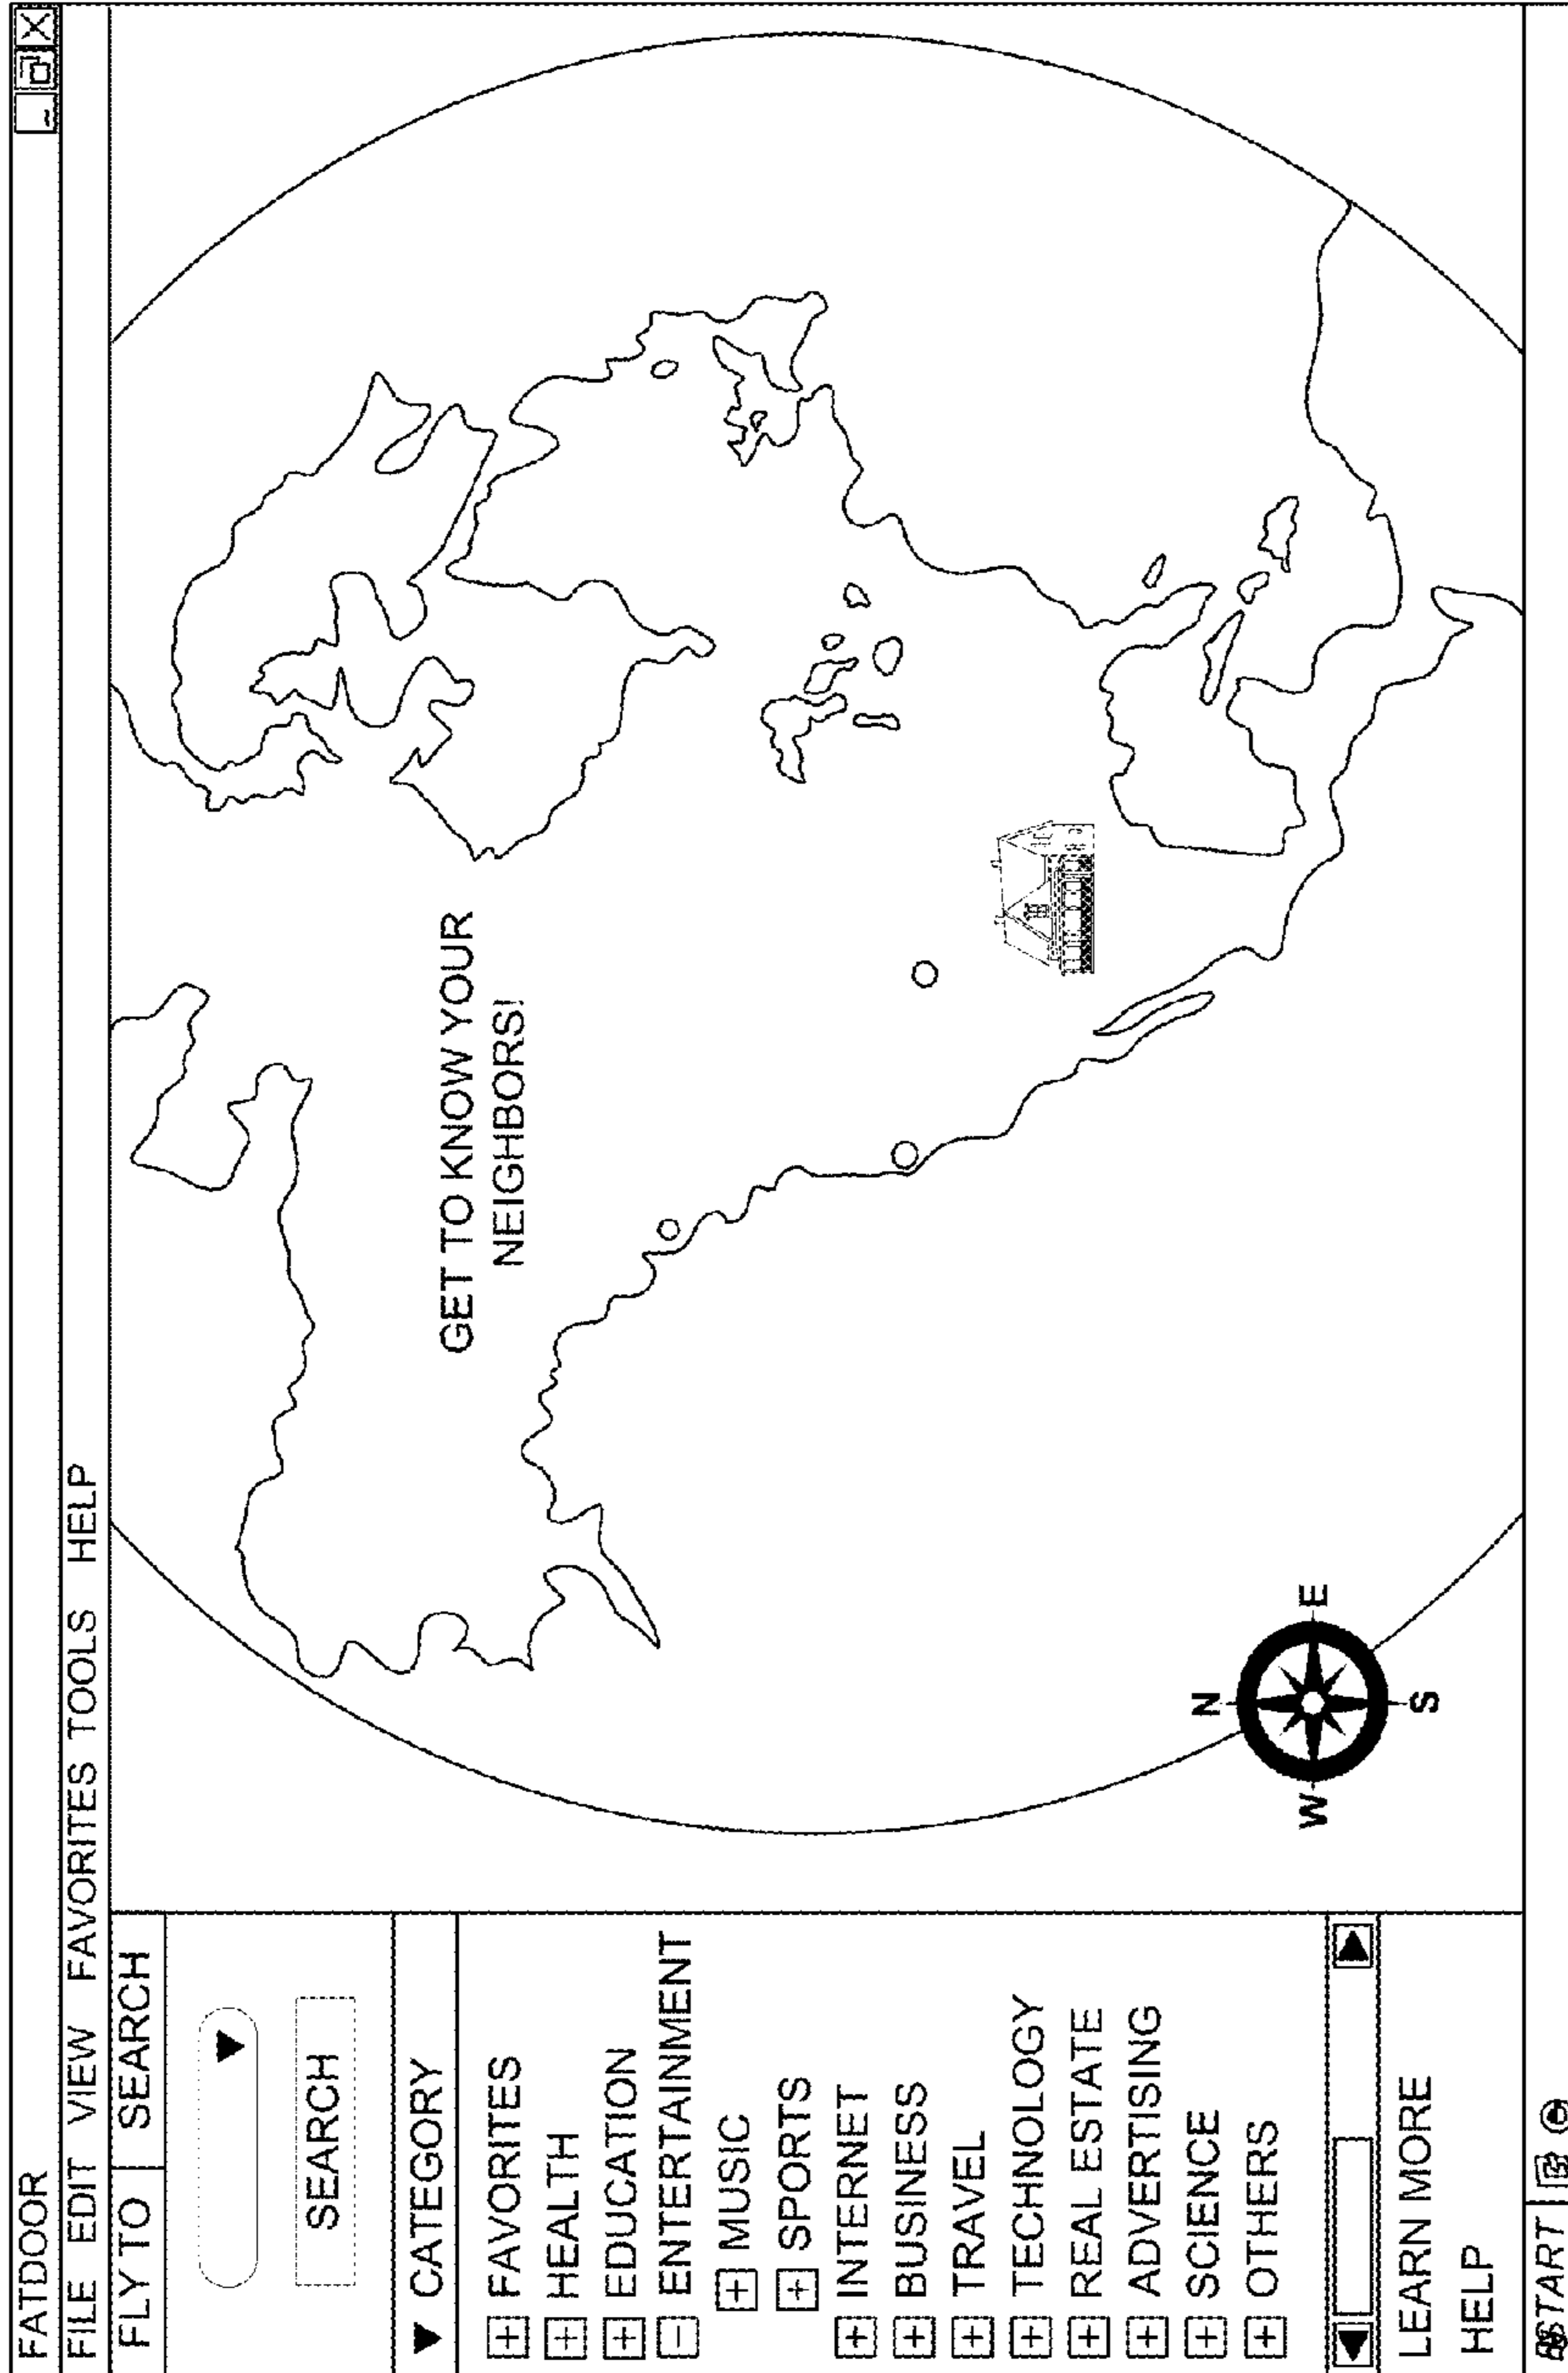 FATDOOR
FILE EDIT VIEW FAVORITES TOOLS HELP
FLY TO SEARCH
SEARCH
▼ CATEGORY
+ FAVORITES
+ HEALTH
+ EDUCATION
- ENTERTAINMENT
+ MUSIC
+ SPORTS
+ INTERNET
+ BUSINESS
+ TRAVEL
+ TECHNOLOGY
+ REAL ESTATE
+ ADVERTISING
+ SCIENCE
+ OTHERS
LEARN MORE
HELP
GET TO KNOW YOUR
NEIGHBORS!
N
W E
S
START